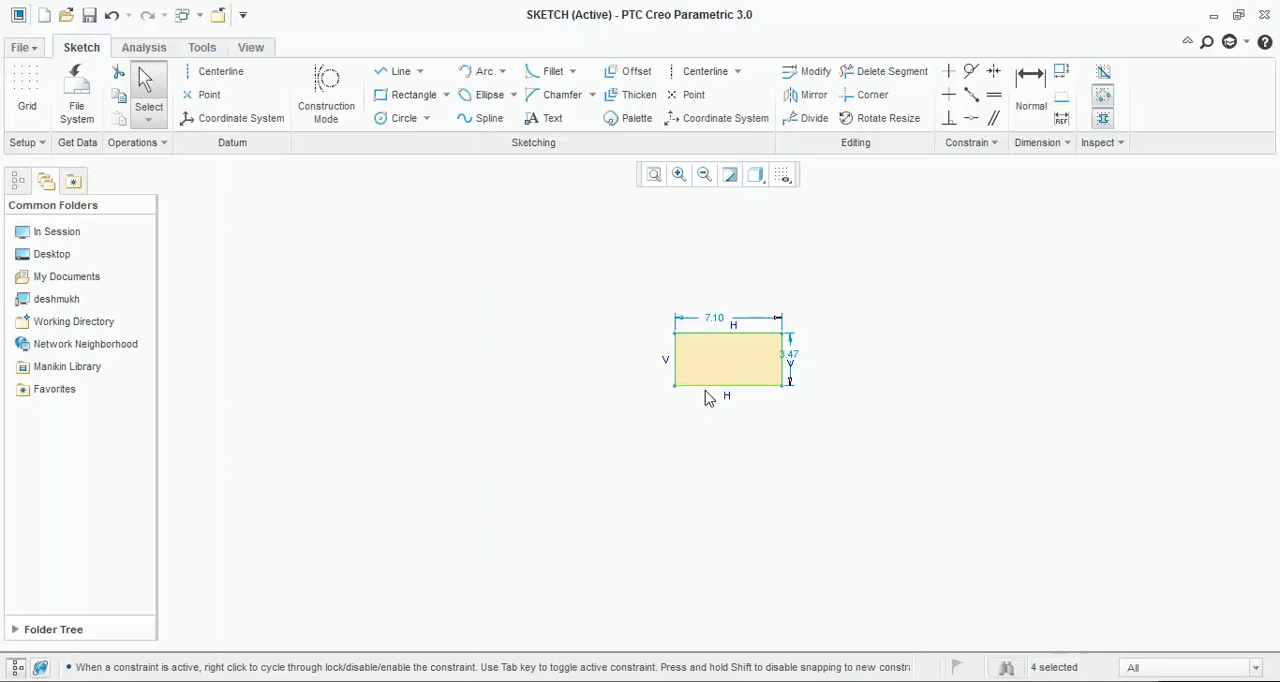 SKETCH (Active) - PTC Creo Parametric 3.0
File Sketch Analysis Tools View
Grid
File System
Select
Centerline
Point
Coordinate System
Construction Mode
Line Arc Fillet Offset Centerline
Rectangle Ellipse Chamfer Thicken Point
Circle Spline Text Palette Coordinate System
Modify Delete Segment
Mirror Corner
Divide Rotate Resize
Normal
REF
Setup Get Data Operations Datum Sketching Editing Constrain Dimension Inspect
Common Folders
In Session
Desktop
My Documents
deshmukh
Working Directory
Network Neighborhood
Manikin Library
Favorites
7.10
H
V
3.47
V
H
Folder Tree
• When a constraint is active, right click to cycle through lock/disable/enable the constraint. Use Tab key to toggle active constraint. Press and hold Shift to disable snapping to new constra
4 selected
All